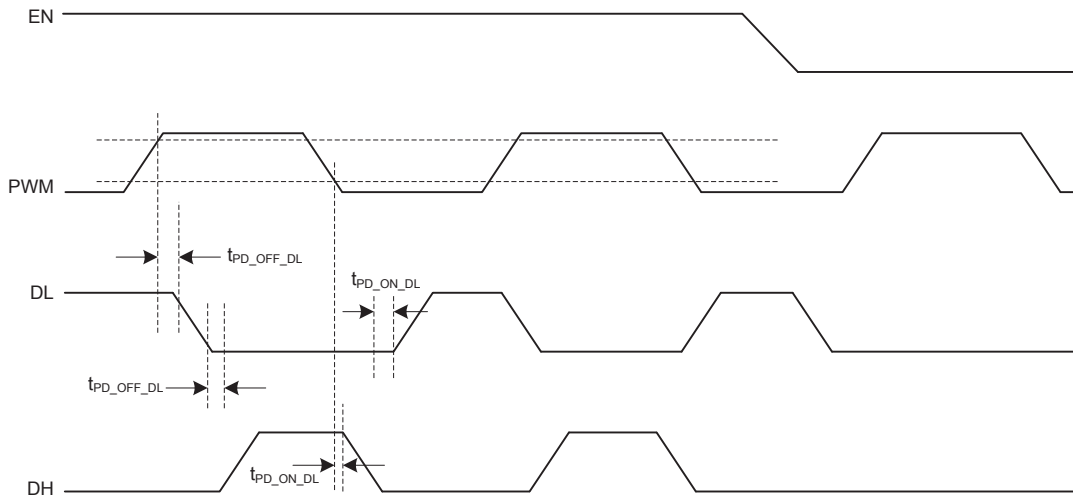 EN
PWM
tPD_OFF_DL
tPD_ON_DL
DL
tPD_OFF_DL
tPD_ON_DL
DH